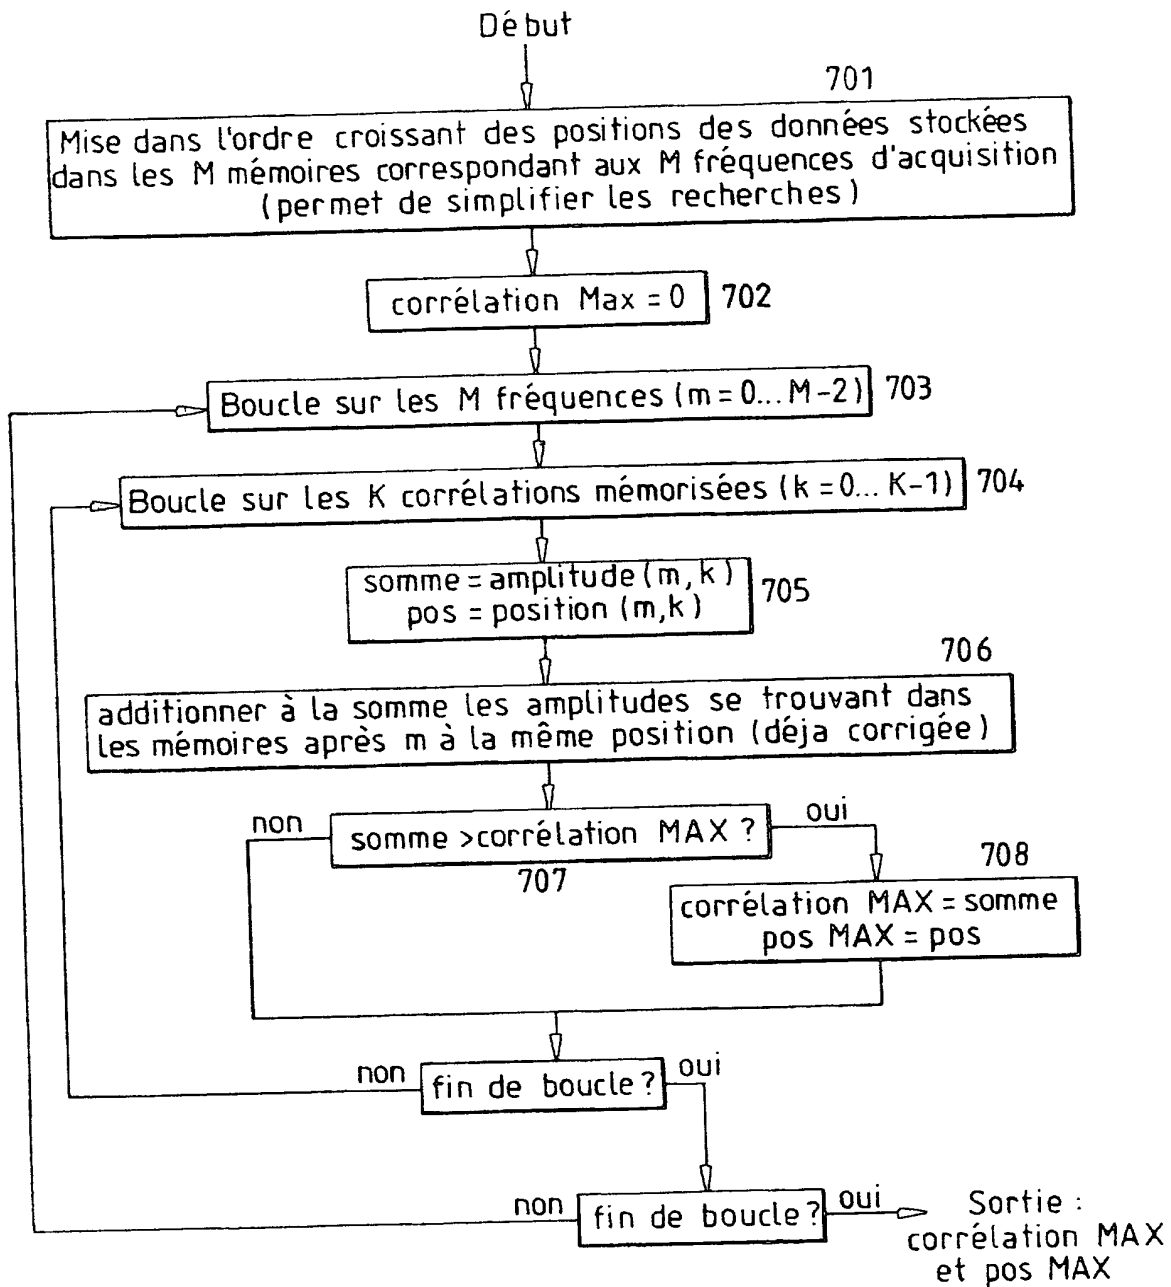 Début
701
Mise dans l'ordre croissant des positions des données stockées
dans les M mémoires correspondant aux M fréquences d'acquisition
(permet de simplifier les recherches)
corrélation Max = 0
702
Boucle sur les M fréquences (m = 0... M-2)
703
Boucle sur les K corrélations mémorisées (k = 0... K-1)
704
somme = amplitude (m, k)
pos = position (m,k)
705
706
additionner à la somme les amplitudes se trouvant dans
les mémoires après m à la même position (déja corrigée)
non
somme > corrélation MAX ?
oui
707
708
corrélation MAX = somme
pos MAX = pos
non
fin de boucle ?
oui
non
fin de boucle ?
oui
Sortie :
corrélation MAX
et pos MAX